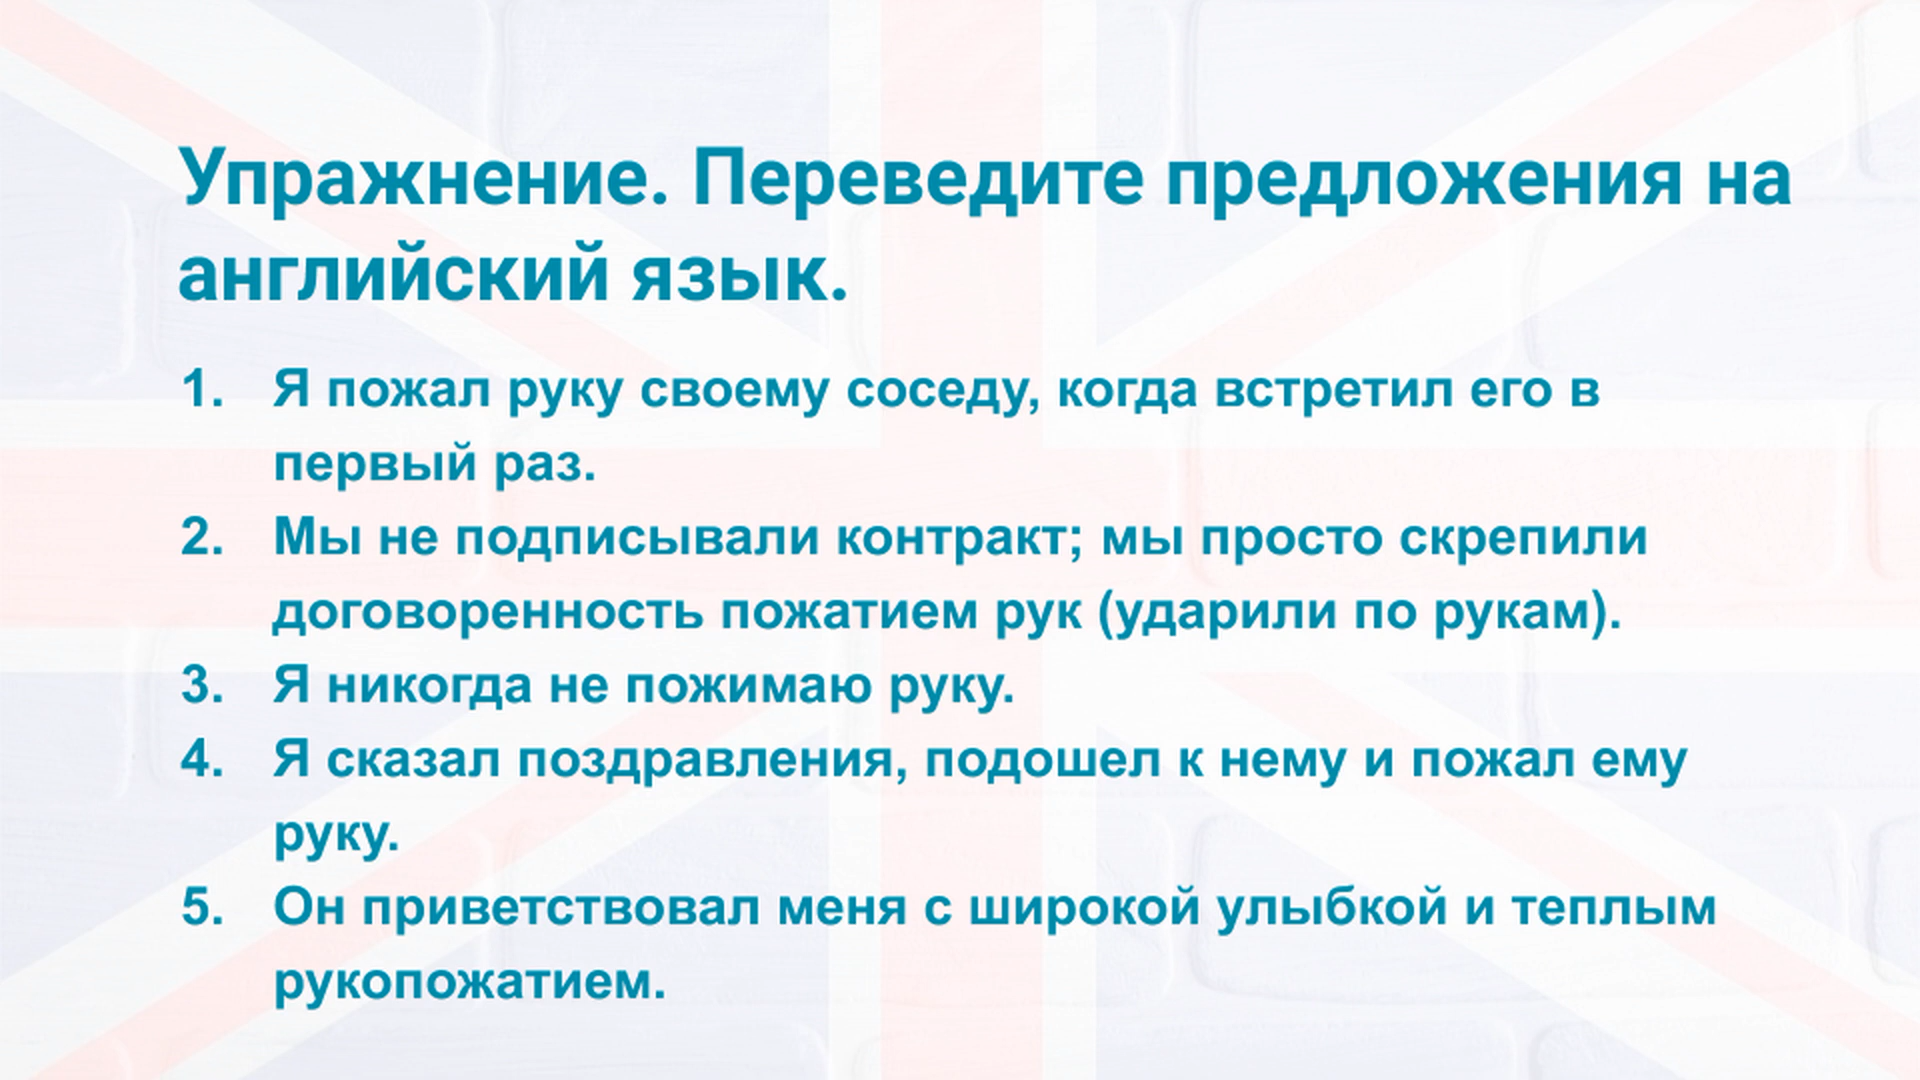 Упражнение. Переведите предложения на
английский язык.
1. Я пожал руку своему соседу, когда встретил его в
первый раз.
2. Мы не подписывали контракт; мы просто скрепили
договоренность пожатием рук (ударили по рукам).
3. Я никогда не пожимаю руку.
4. Я сказал поздравления, подошел к нему и пожал ему
руку.
5. Он приветствовал меня с широкой улыбкой и теплым
рукопожатием.